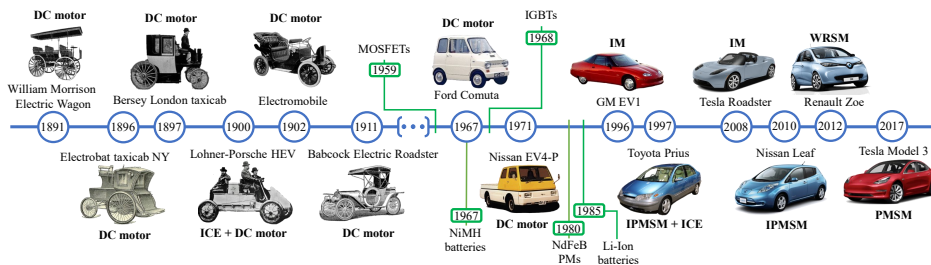 DC motor
William Morrison
Electric Wagon
DC motor
Bersey London taxicab
DC motor
Electromobile
MOSFETs
1959
DC motor
Ford Comuta
IGBTs
1968
IM
GM EV1
IM
Tesla Roadster
WRSM
Renault Zoe
1891
1896
1897
1900
1902
1911
[•••]
1967
1971
1996
1997
2008
2010
2012
2017
Electrobat taxicab NY
DC motor
Lohner-Porsche HEV
ICE + DC motor
Babcock Electric Roadster
DC motor
1967
NiMH
batteries
Nissan EV4-P
DC motor
1980
NdFeB
PMs
1985
Li-Ion
batteries
Toyota Prius
IPMSM + ICE
Nissan Leaf
IPMSM
Tesla Model 3
PMSM